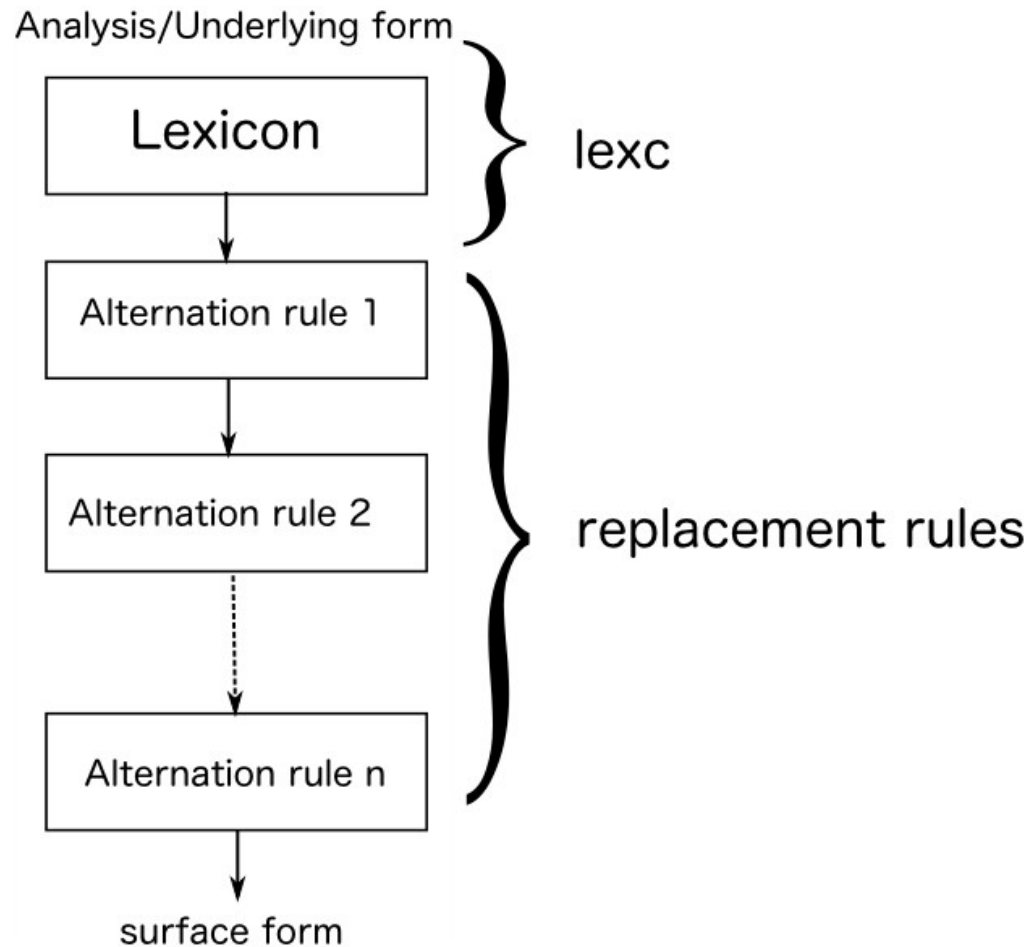 Analysis/Underlying form
Lexicon
lexc
Alternation rule 1
Alternation rule 2
replacement rules
Alternation rule n
surface form